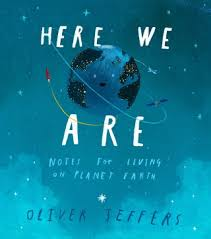 HERE WE
ARE
NOTES FOR LIVING
ON PLANET EARTH
OLIVER JEFFERS